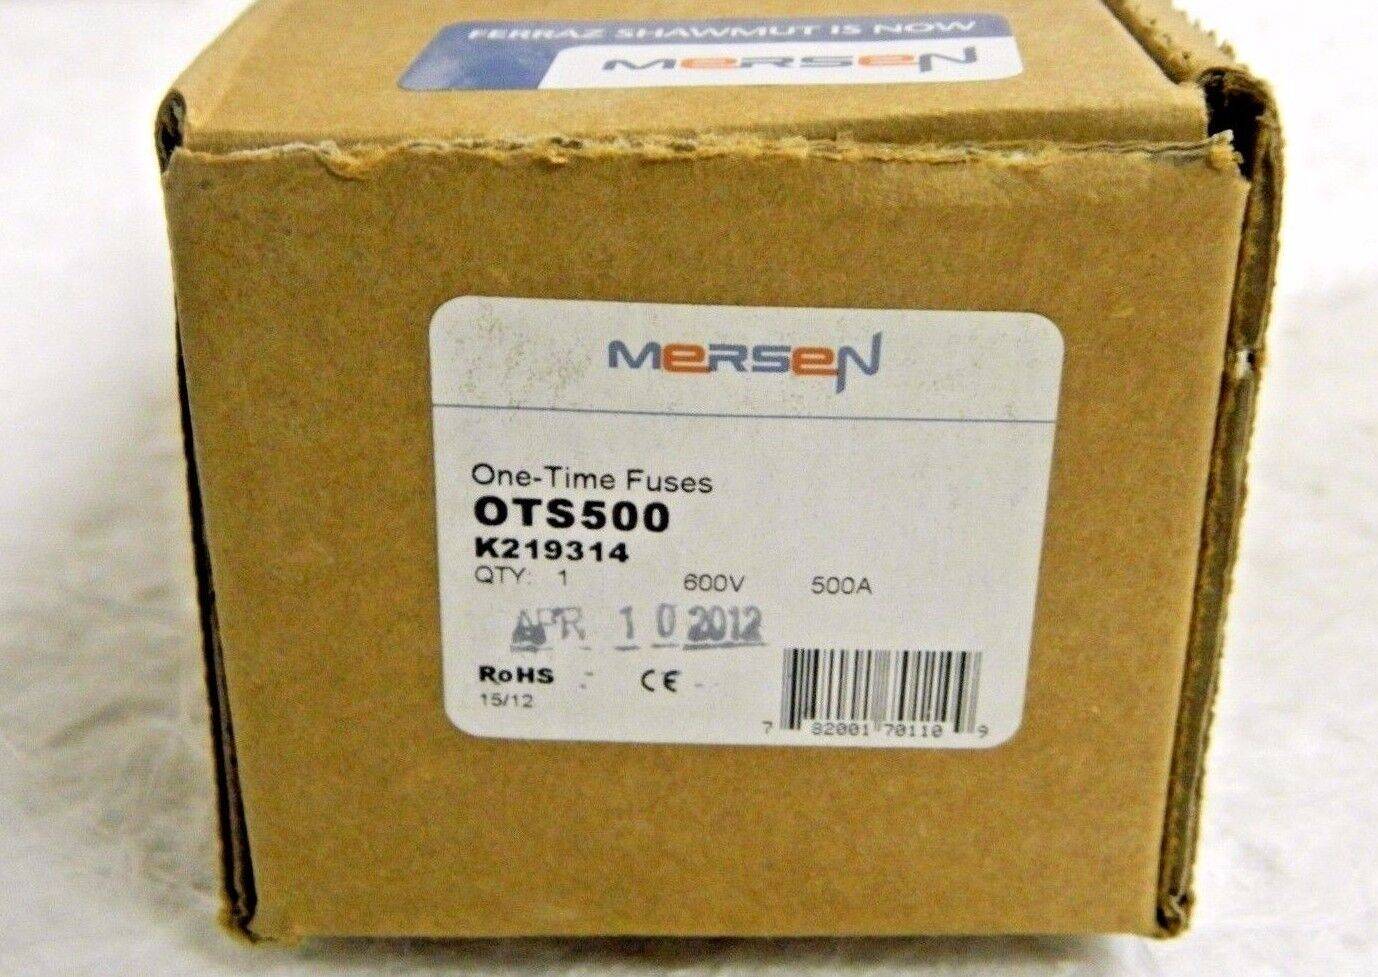 FERRAZ SHAWMUT IS NOW
MERSEN
MERSEN
One-Time Fuses
OTS500
K219314
QTY: 1 600V 500A
APR 10 2012
RoHS CE
15/12
7 82001 70110 9